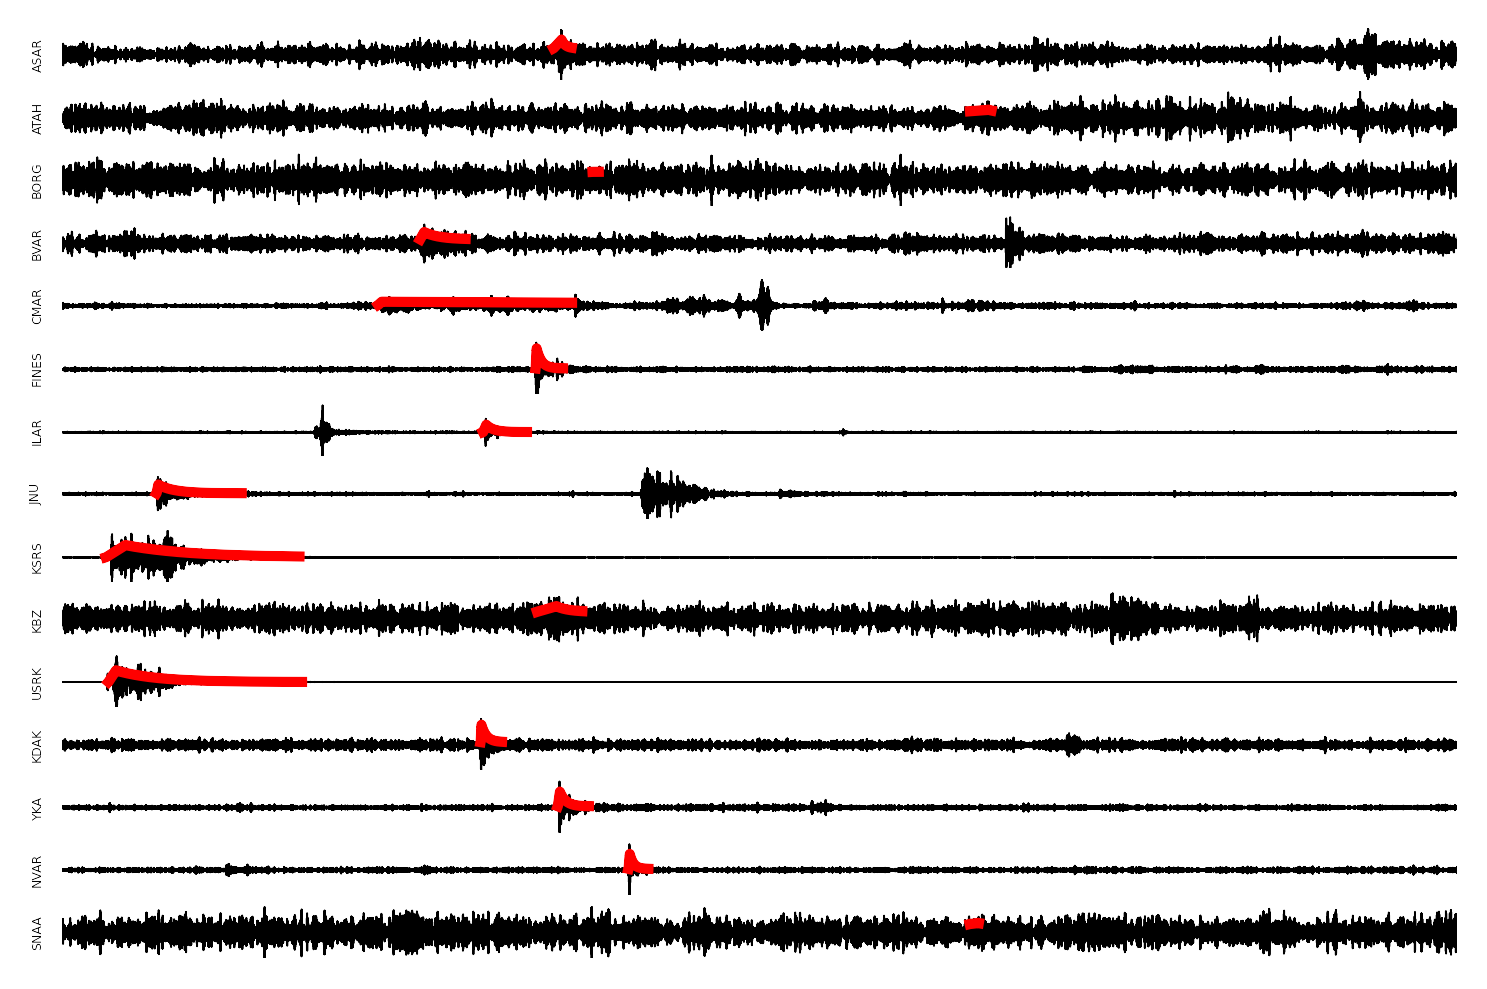 ASAR
ATAH
BORG
BVAR
CMAR
FINES
ILAR
JNU
KSRS
KBZ
USRK
KDAK
YKA
NVAR
SNAA